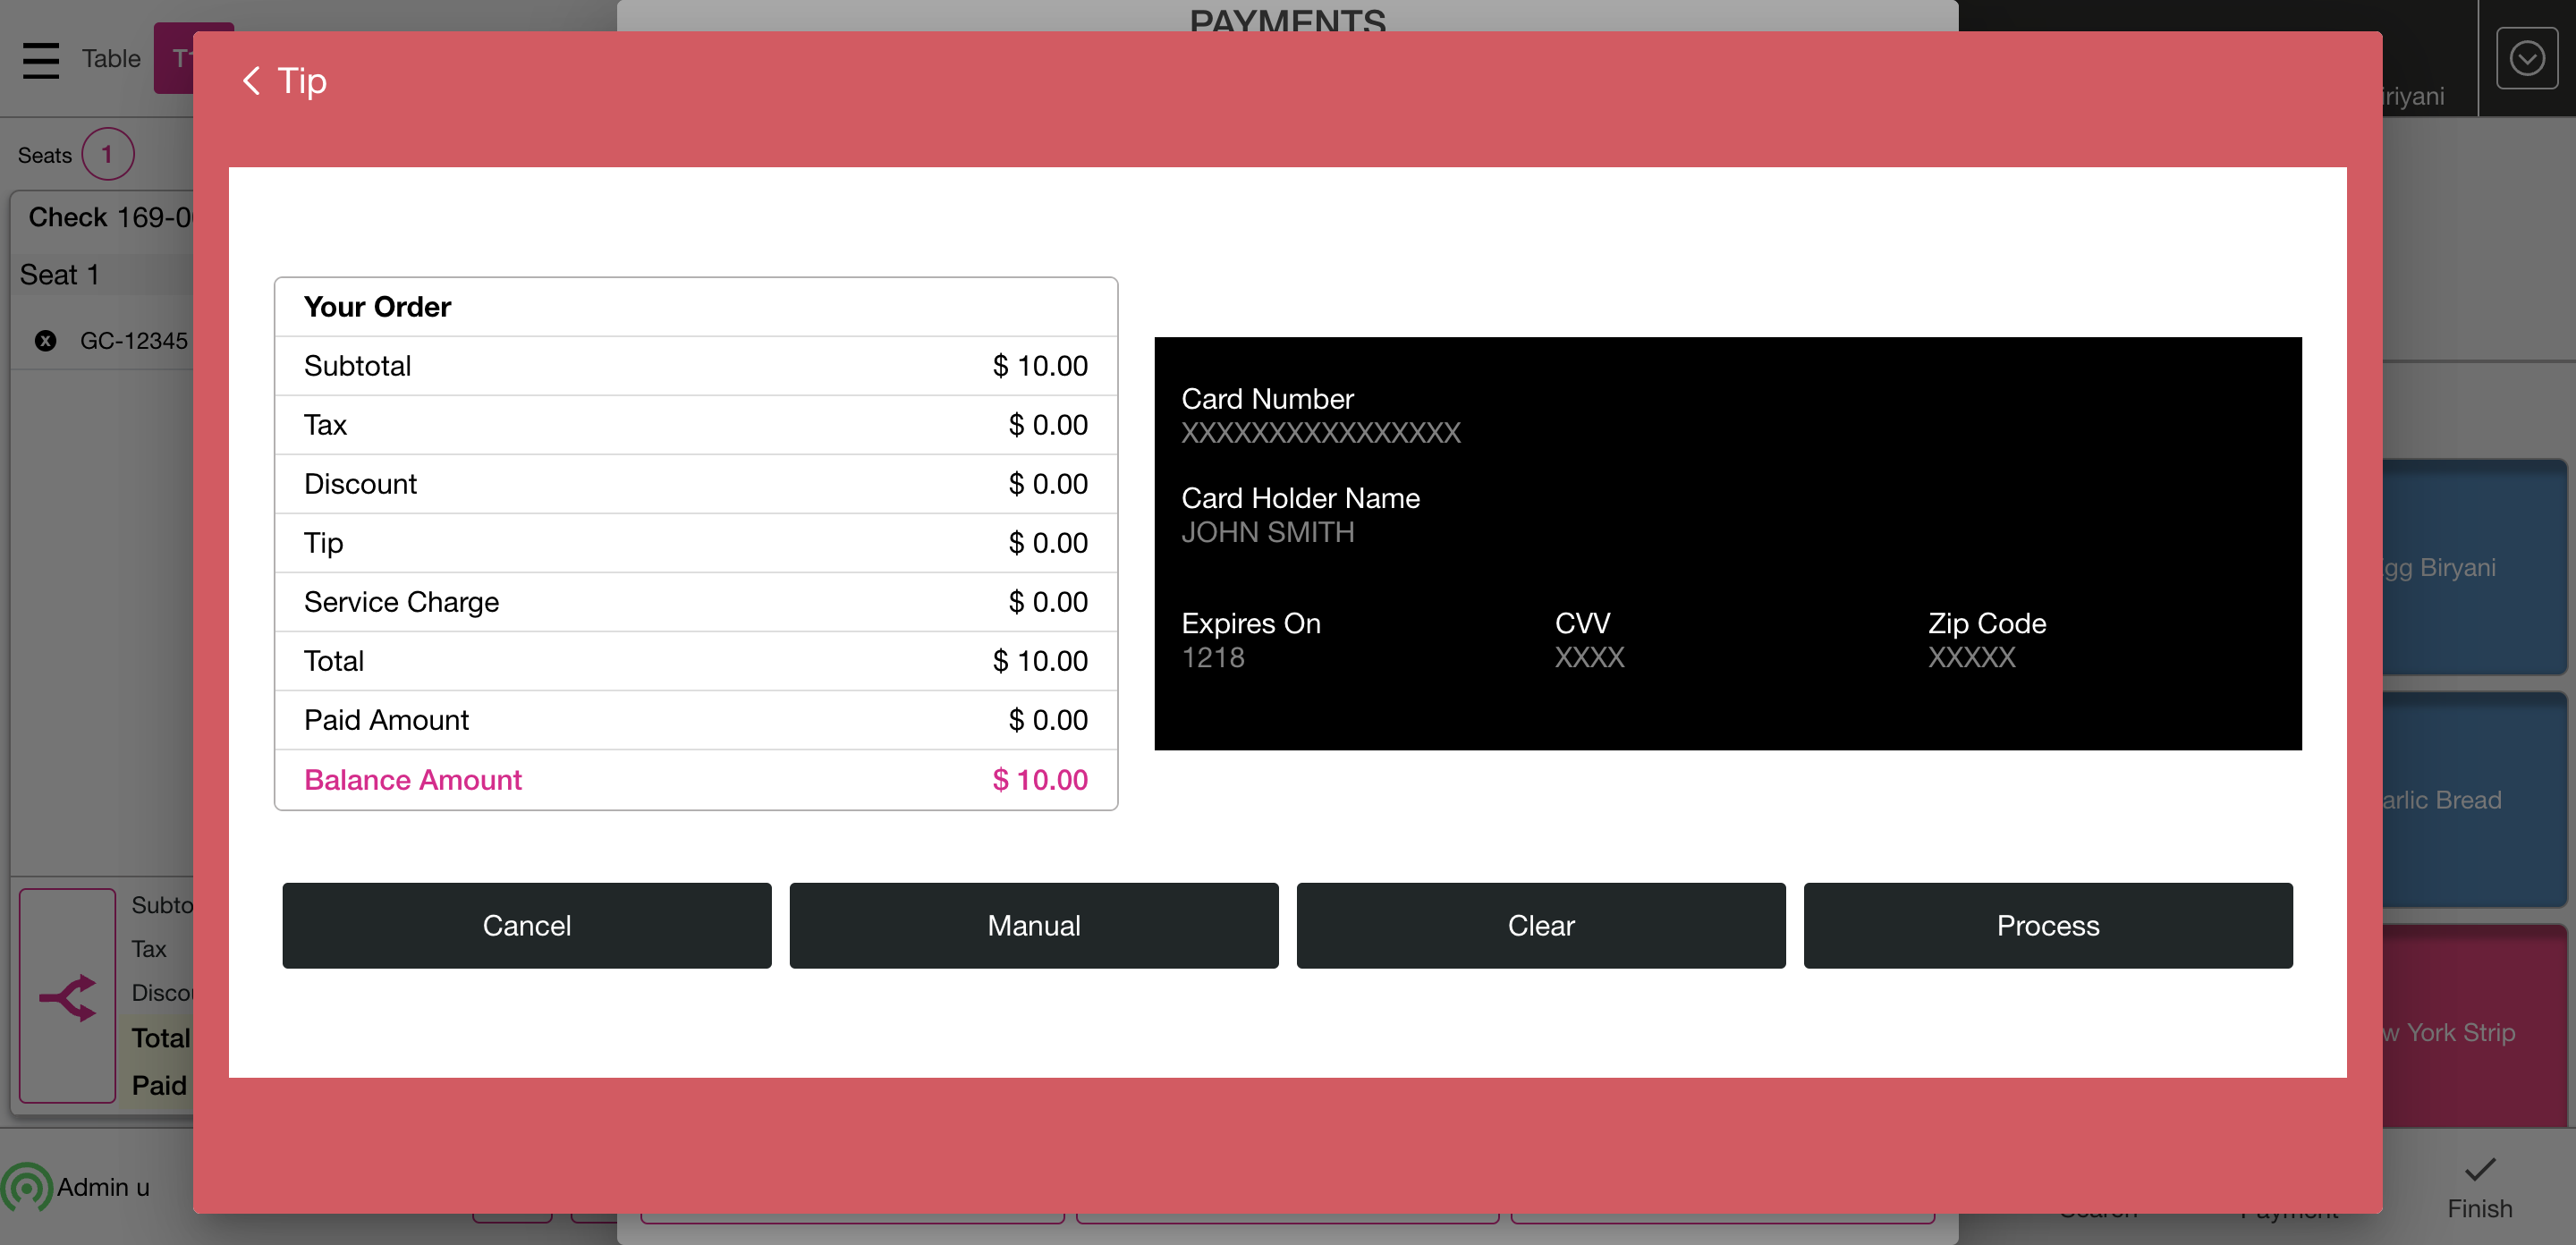 PAYMENTS
Table
Tip
iriyani
Seats 1
Check 169-0
Seat 1
GC-12345
Your Order
Subtotal $ 10.00
Tax $ 0.00
Discount $ 0.00
Tip $ 0.00
Service Charge $ 0.00
Total $ 10.00
Paid Amount $ 0.00
Balance Amount $ 10.00
Card Number
XXXXXXXXXXXXXXXX
Card Holder Name
JOHN SMITH
Expires On CVV Zip Code
1218 XXXX XXXXX
gg Biryani
arlic Bread
w York Strip
Cancel Manual Clear Process
Subto
Tax
Disco
Total
Paid
Admin u
Search Payment Finish